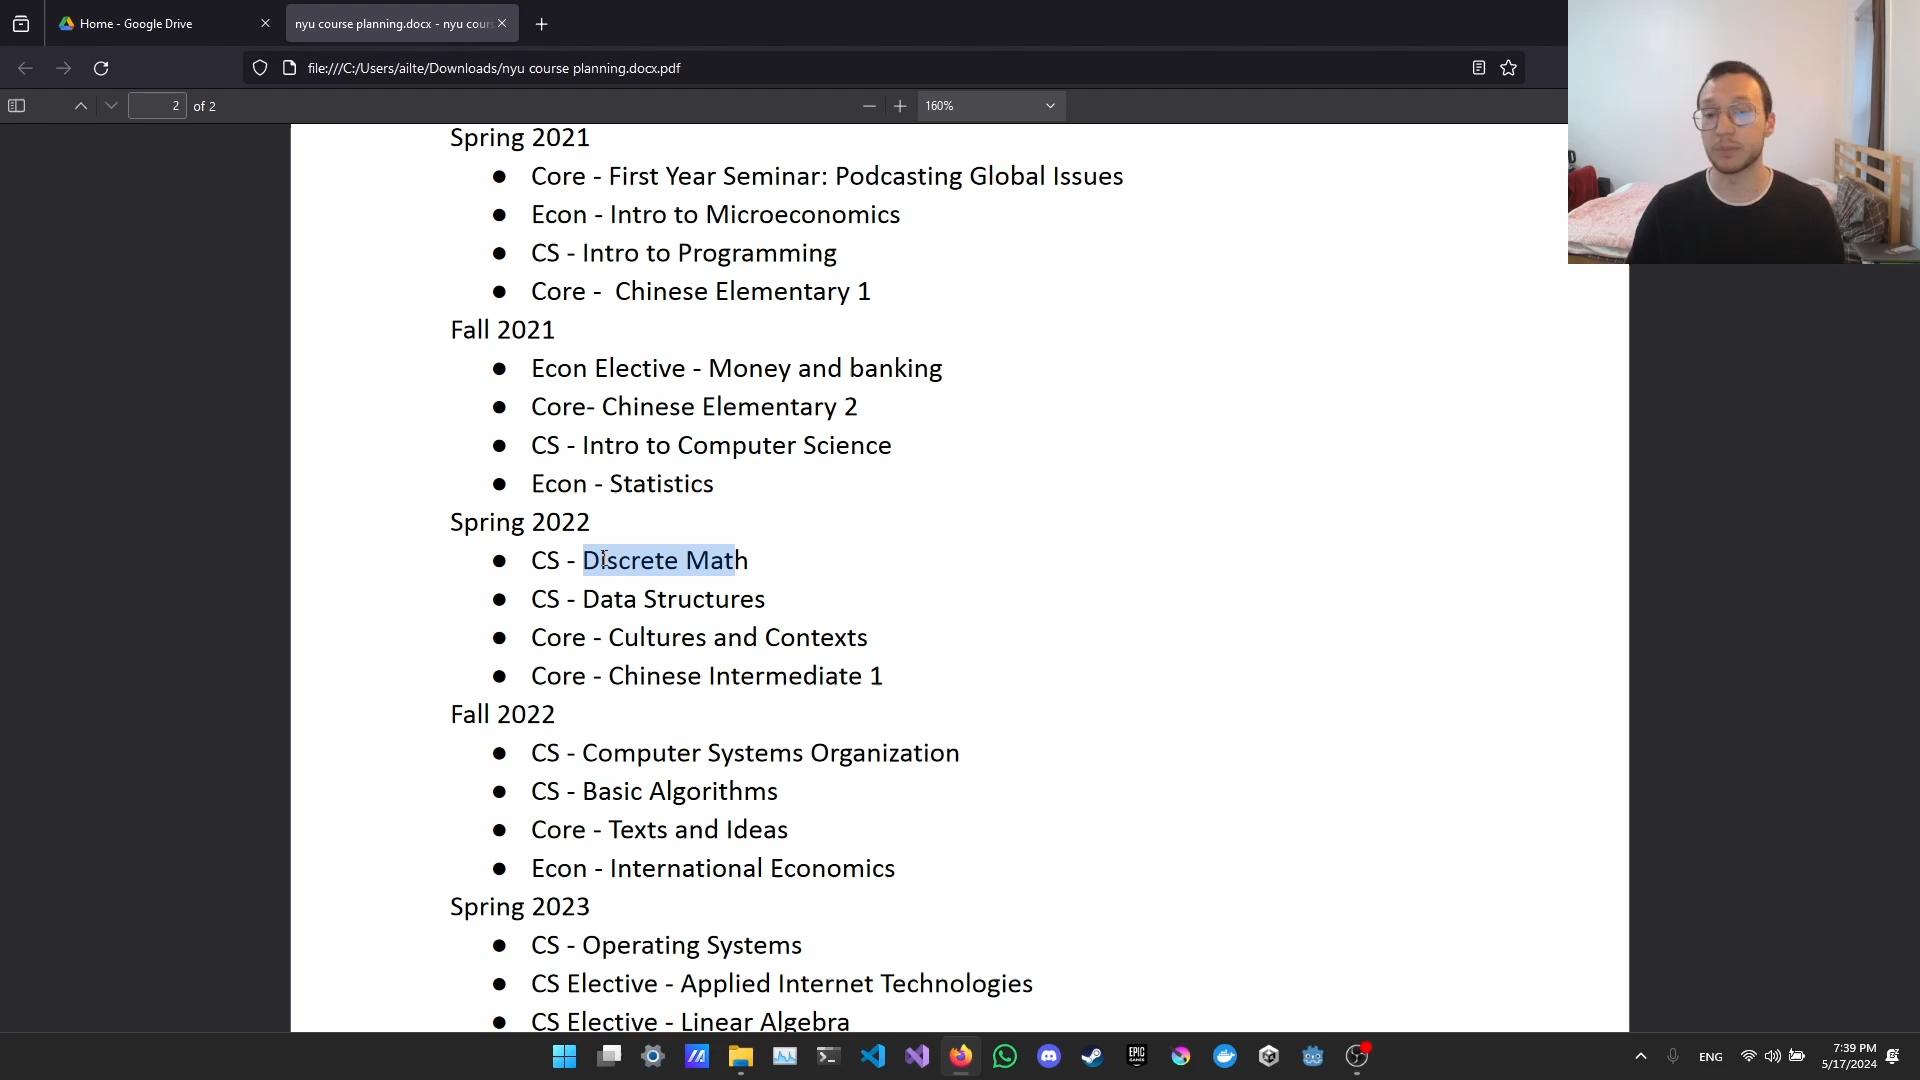 Home - Google Drive
nyu course planning.docx - nyu cour
file:///C:/Users/ailte/Downloads/nyu course planning.docx.pdf
2 of 2
160%
Spring 2021
● Core - First Year Seminar: Podcasting Global Issues
● Econ - Intro to Microeconomics
● CS - Intro to Programming
● Core -  Chinese Elementary 1
Fall 2021
● Econ Elective - Money and banking
● Core- Chinese Elementary 2
● CS - Intro to Computer Science
● Econ - Statistics
Spring 2022
● CS - Discrete Math
● CS - Data Structures
● Core - Cultures and Contexts
● Core - Chinese Intermediate 1
Fall 2022
● CS - Computer Systems Organization
● CS - Basic Algorithms
● Core - Texts and Ideas
● Econ - International Economics
Spring 2023
● CS - Operating Systems
● CS Elective - Applied Internet Technologies
● CS Elective - Linear Algebra
EPIC
GAMES
ENG
7:39 PM
5/17/2024